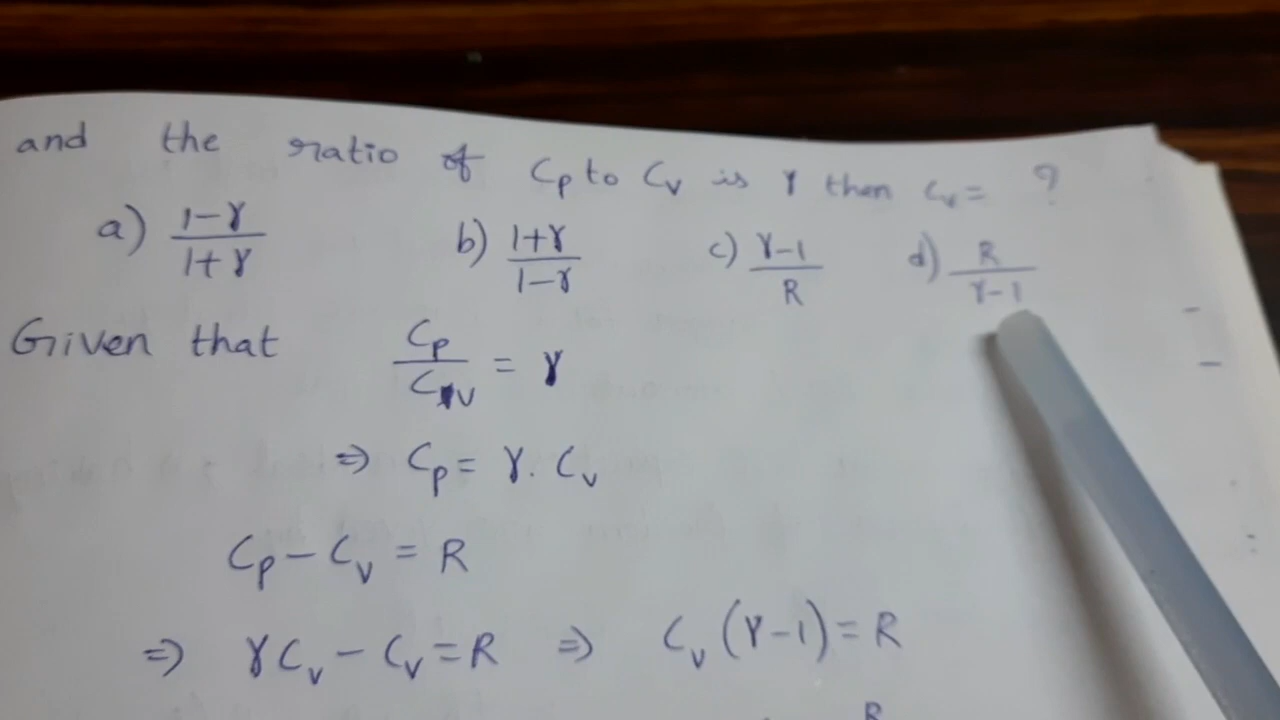 and the ratio of Cp to Cv is γ then Cv = ?
a) 1-γ/1+γ b) 1+γ/1-γ c) γ-1/R d) R/γ-1
Given that Cp/Cv = γ
⇒ Cp = γ. Cv
Cp - Cv = R
⇒ γCv - Cv = R ⇒ Cv(γ-1) = R
R